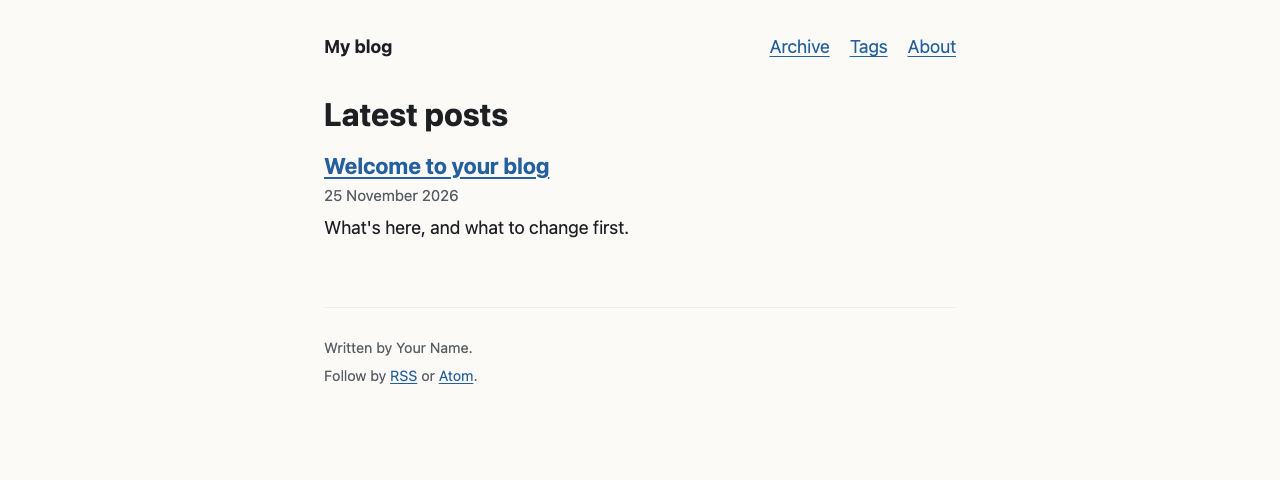 My blog
Archive Tags About
Latest posts
Welcome to your blog
25 November 2026
What's here, and what to change first.
Written by Your Name.
Follow by RSS or Atom.